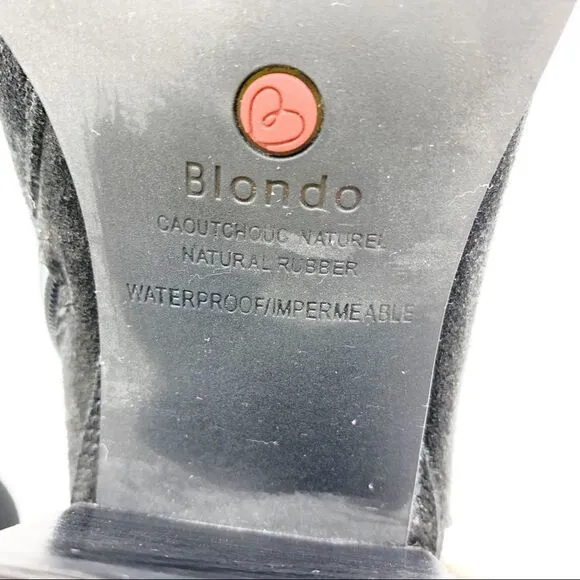 Blondo
CAOUTCHOUC NATUREL
NATURAL RUBBER
WATERPROOF/IMPERMEABLE